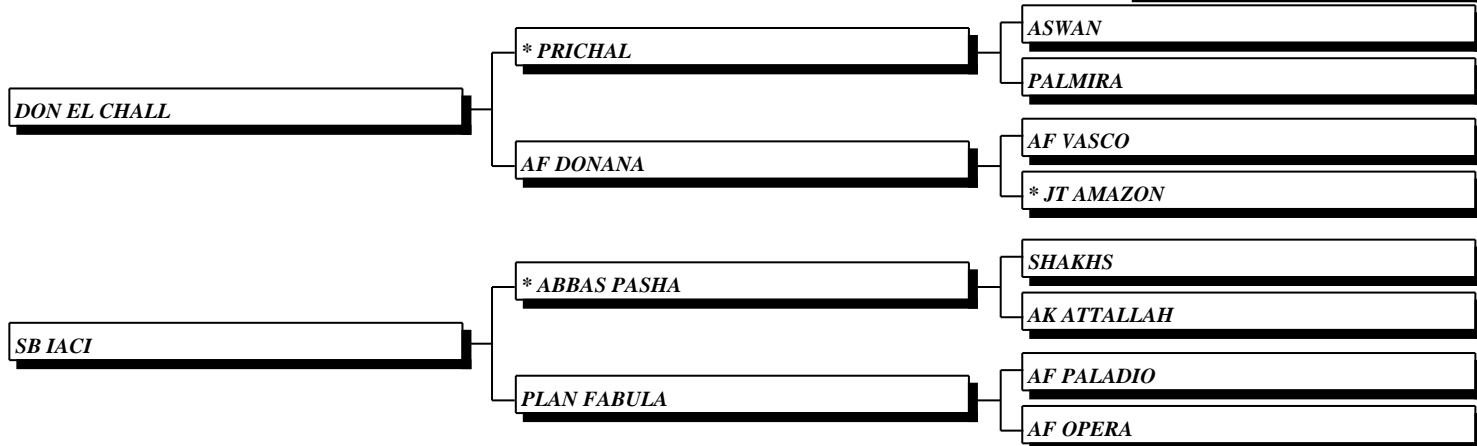 ASWAN
* PRICHAL
PALMIRA
DON EL CHALL
AF VASCO
AF DONANA
* JT AMAZON
SHAKHS
* ABBAS PASHA
AK ATTALLAH
SB IACI
AF PALADIO
PLAN FABULA
AF OPERA